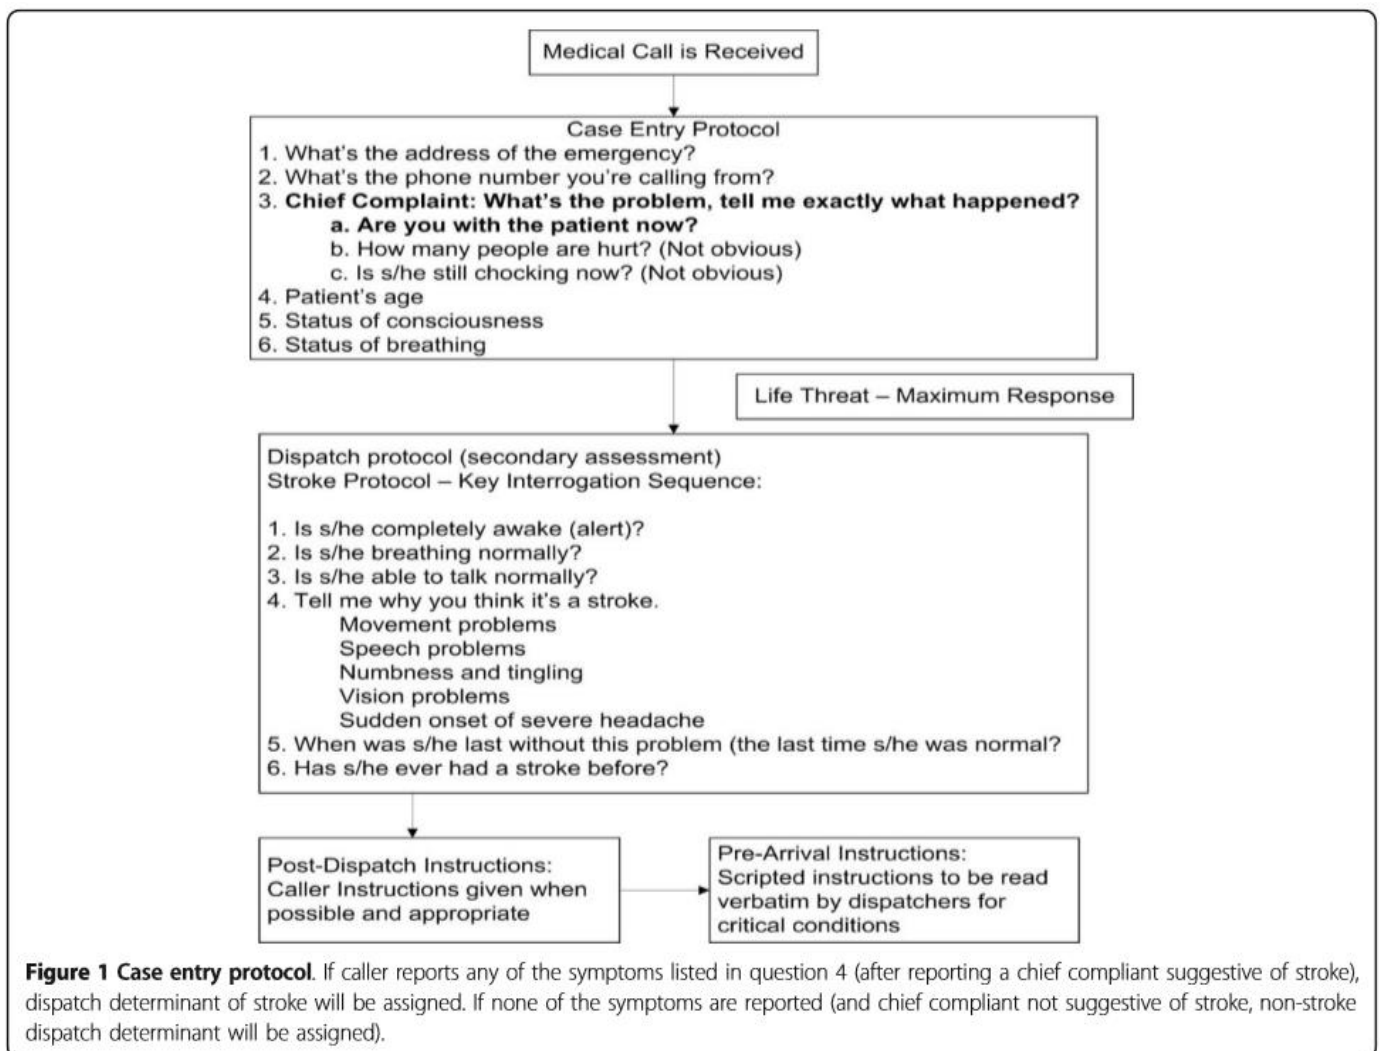 Medical Call is Received
Case Entry Protocol
1. What's the address of the emergency?
2. What's the phone number you're calling from?
3. Chief Complaint: What's the problem, tell me exactly what happened?
a. Are you with the patient now?
b. How many people are hurt? (Not obvious)
c. Is s/he still chocking now? (Not obvious)
4. Patient's age
5. Status of consciousness
6. Status of breathing
Life Threat – Maximum Response
Dispatch protocol (secondary assessment)
Stroke Protocol – Key Interrogation Sequence:
1. Is s/he completely awake (alert)?
2. Is s/he breathing normally?
3. Is s/he able to talk normally?
4. Tell me why you think it's a stroke.
Movement problems
Speech problems
Numbness and tingling
Vision problems
Sudden onset of severe headache
5. When was s/he last without this problem (the last time s/he was normal?
6. Has s/he ever had a stroke before?
Post-Dispatch Instructions:
Caller Instructions given when
possible and appropriate
Pre-Arrival Instructions:
Scripted instructions to be read
verbatim by dispatchers for
critical conditions
Figure 1 Case entry protocol. If caller reports any of the symptoms listed in question 4 (after reporting a chief compliant suggestive of stroke),
dispatch determinant of stroke will be assigned. If none of the symptoms are reported (and chief compliant not suggestive of stroke, non-stroke
dispatch determinant will be assigned).